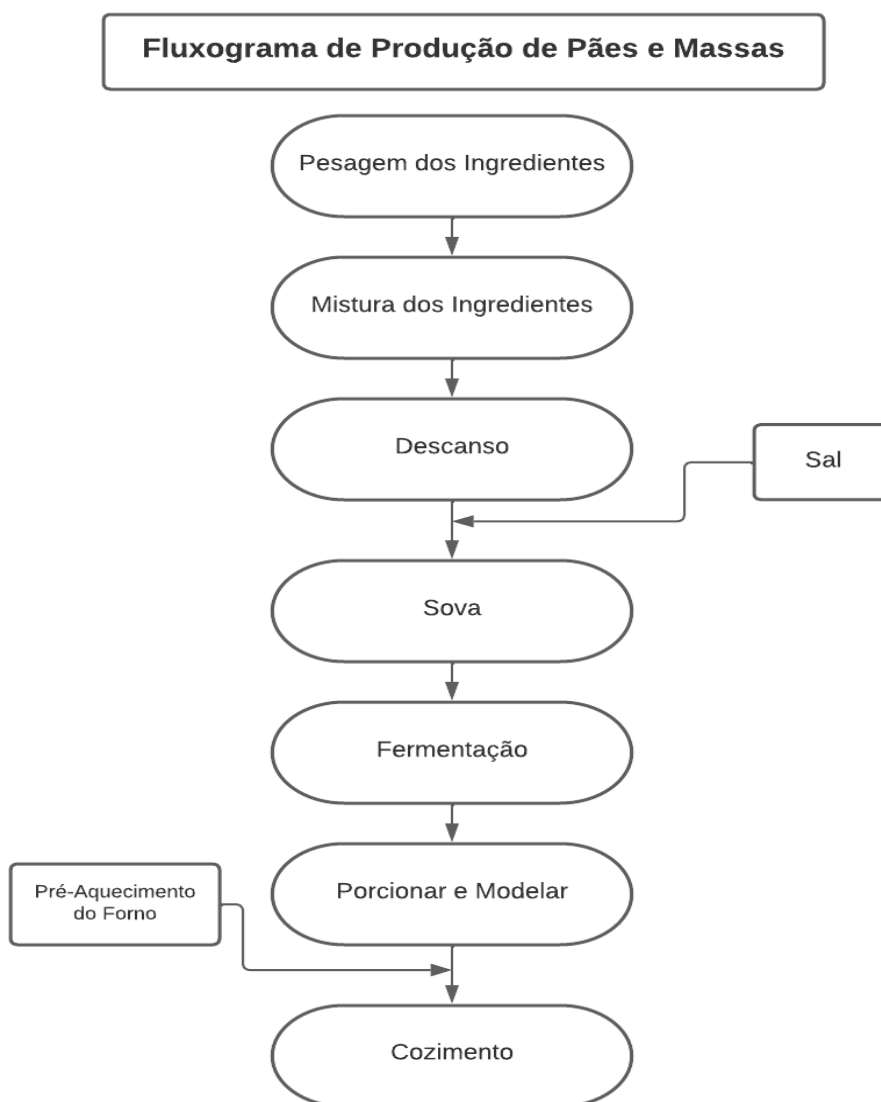 Fluxograma de Produção de Pães e Massas
Pesagem dos Ingredientes
Mistura dos Ingredientes
Descanso
Sal
Sova
Fermentação
Porcionar e Modelar
Pré-Aquecimento
do Forno
Cozimento